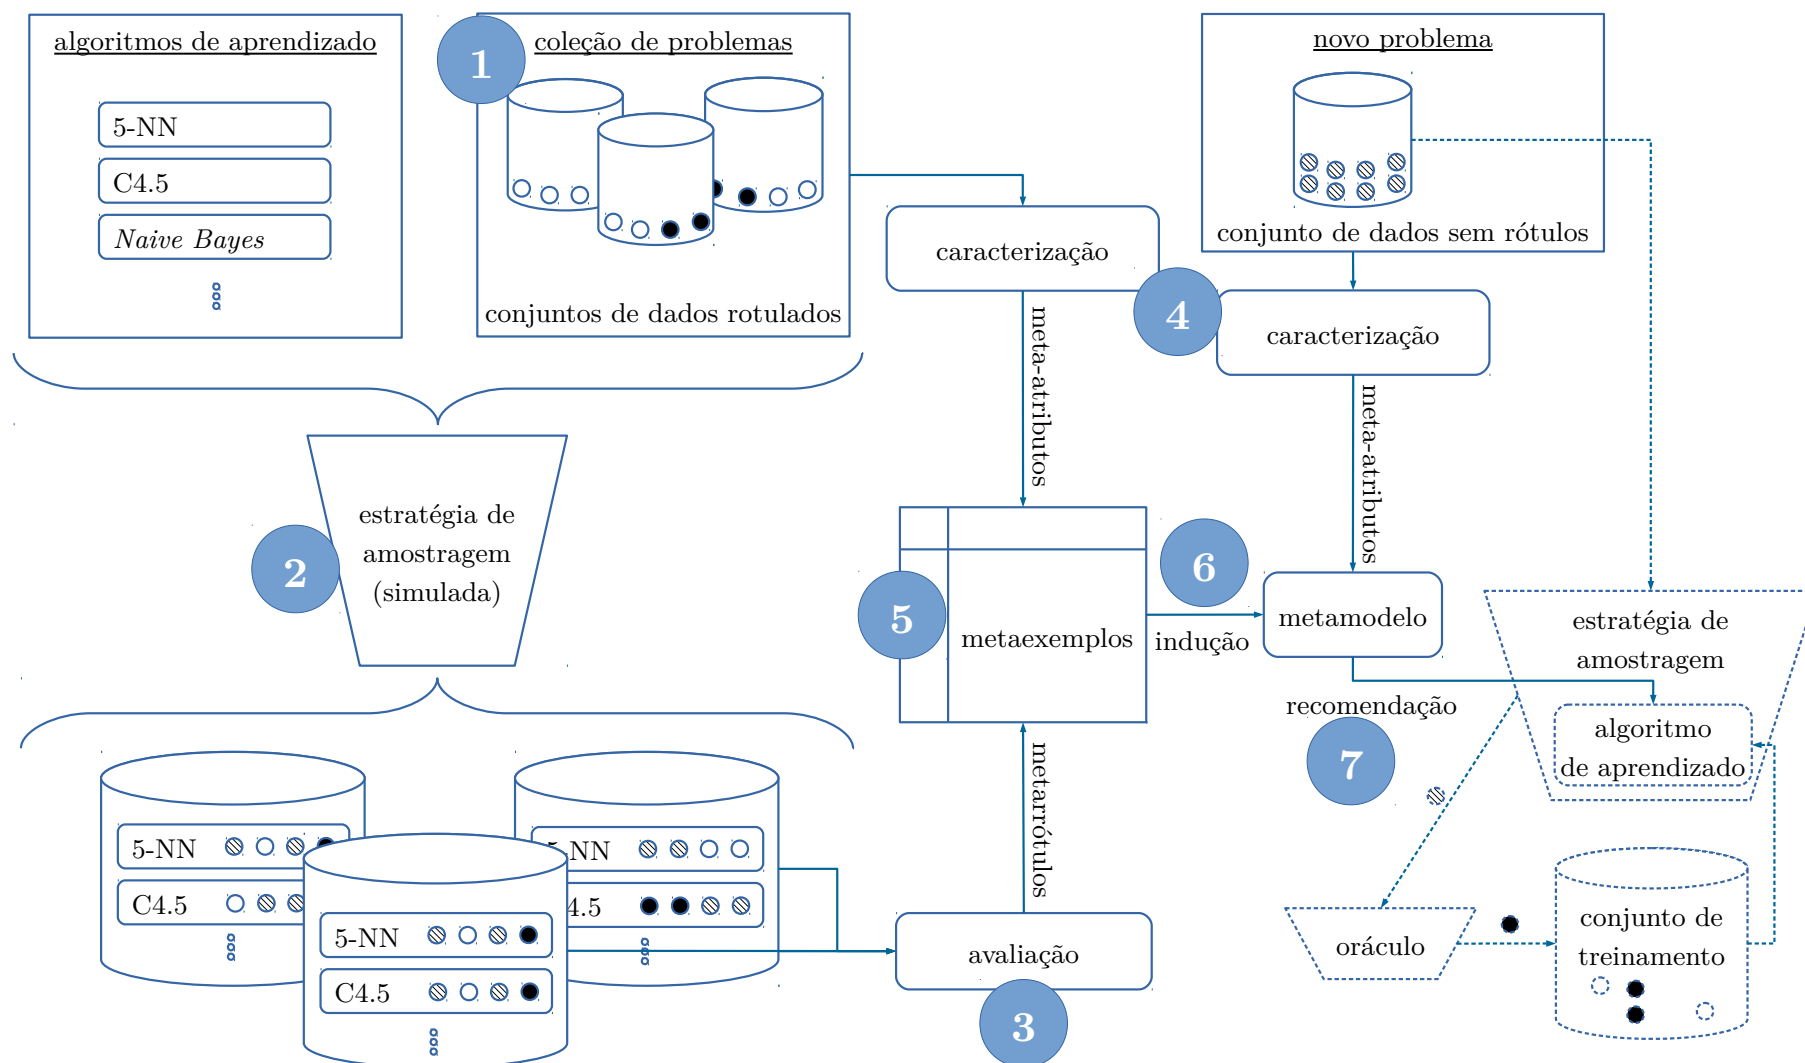 algoritmos de aprendizado
5-NN
C4.5
Naive Bayes
1
coleção de problemas
conjuntos de dados rotulados
novo problema
conjunto de dados sem rótulos
caracterização
4
caracterização
meta-atributos
meta-atributos
2
estratégia de
amostragem
(simulada)
5
metaexemplos
6
indução
metamodelo
recomendação
7
estratégia de
amostragem
algoritmo
de aprendizado
metarrótulos
5-NN
C4.5
5-NN
C4.5
-NN
4.5
avaliação
3
oráculo
conjunto de
treinamento